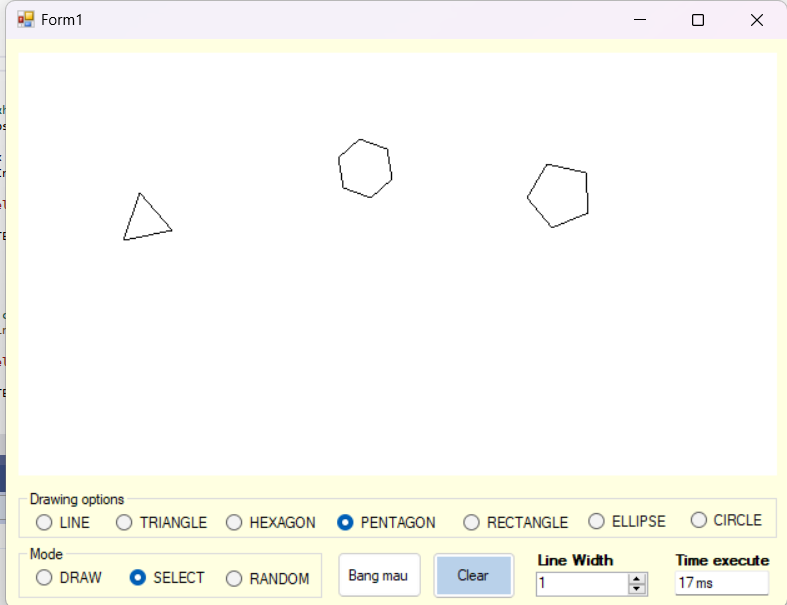 Form1
Drawing options
LINE TRIANGLE HEXAGON PENTAGON RECTANGLE ELLIPSE CIRCLE
Mode
DRAW SELECT RANDOM
Bang mau
Clear
Line Width
1
Time execute
17 ms